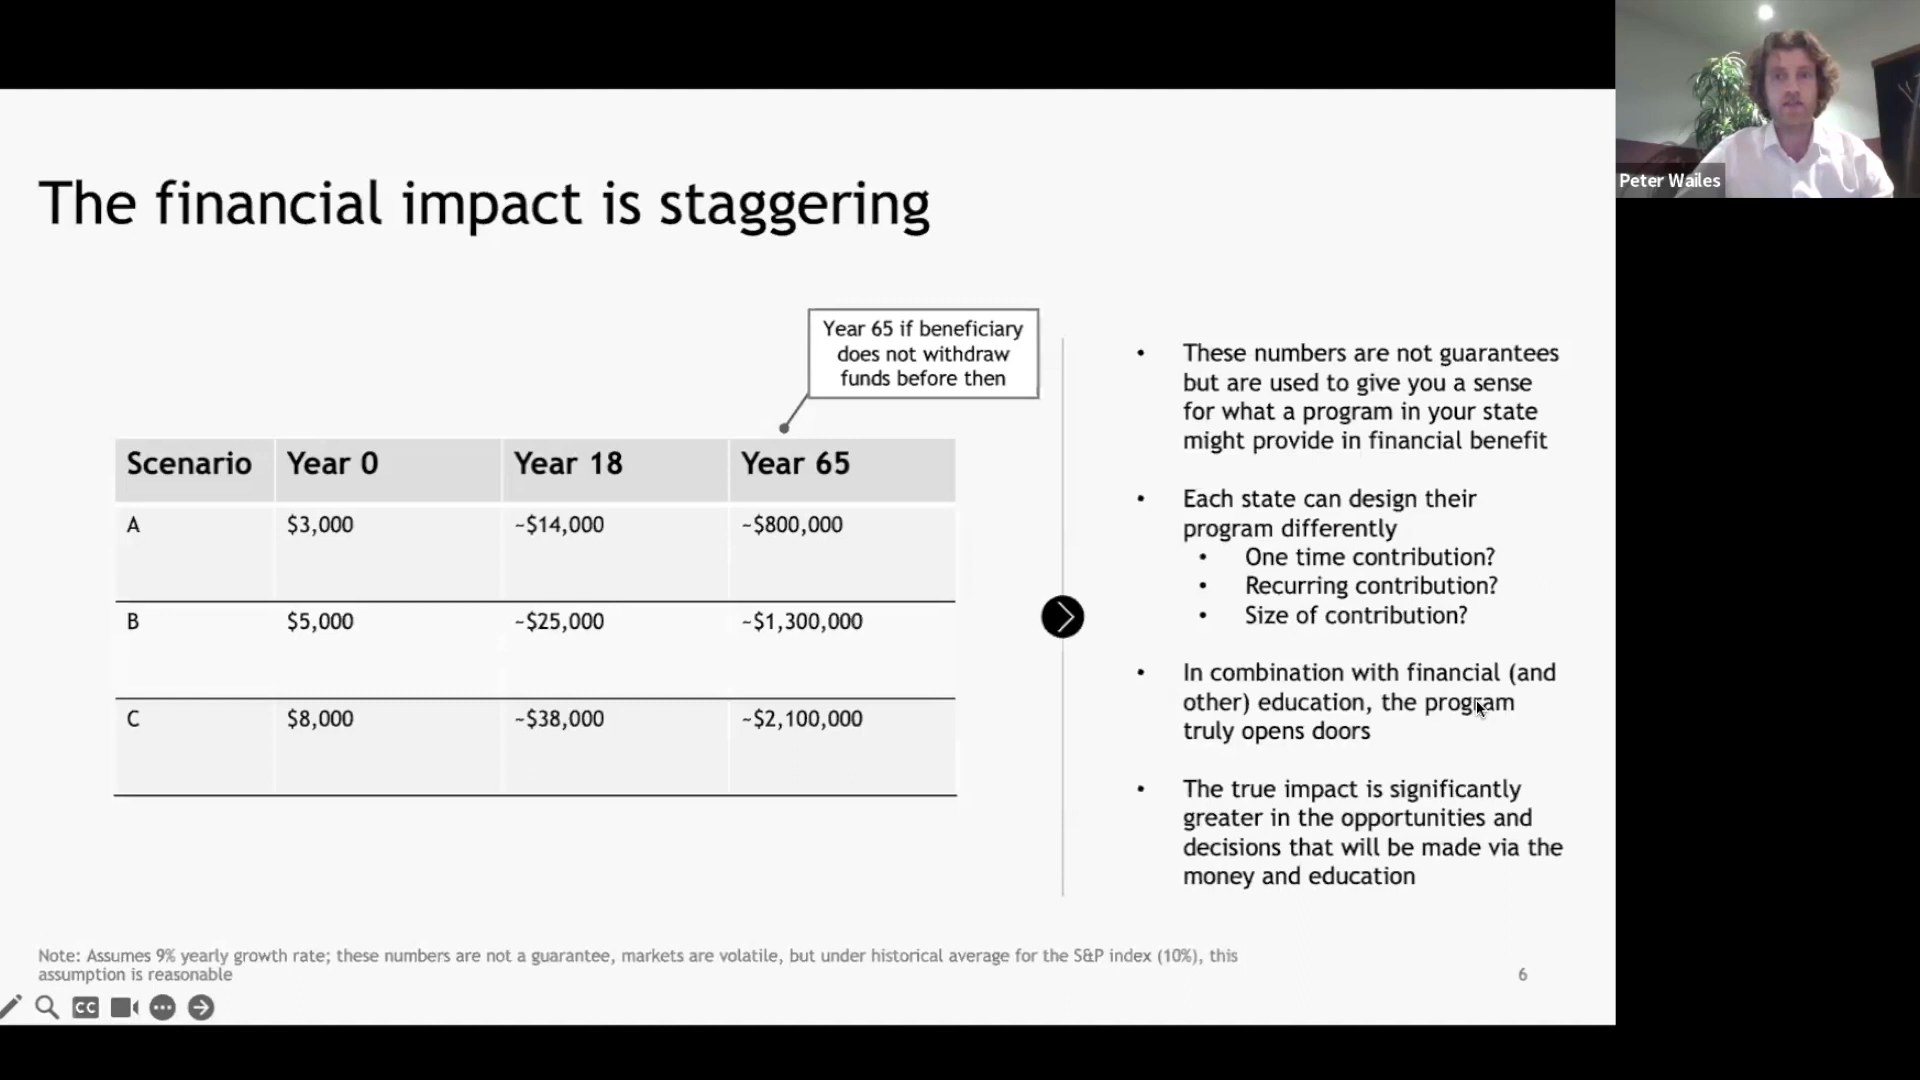 Peter Wailes
The financial impact is staggering
Year 65 if beneficiary
does not withdraw
funds before then
Scenario Year 0 Year 18 Year 65
A $3,000 ~$14,000 ~$800,000
B $5,000 ~$25,000 ~$1,300,000
C $8,000 ~$38,000 ~$2,100,000
• These numbers are not guarantees
but are used to give you a sense
for what a program in your state
might provide in financial benefit
• Each state can design their
program differently
• One time contribution?
• Recurring contribution?
• Size of contribution?
• In combination with financial (and
other) education, the program
truly opens doors
• The true impact is significantly
greater in the opportunities and
decisions that will be made via the
money and education
Note: Assumes 9% yearly growth rate; these numbers are not a guarantee, markets are volatile, but under historical average for the S&P index (10%), this
assumption is reasonable
6
CC